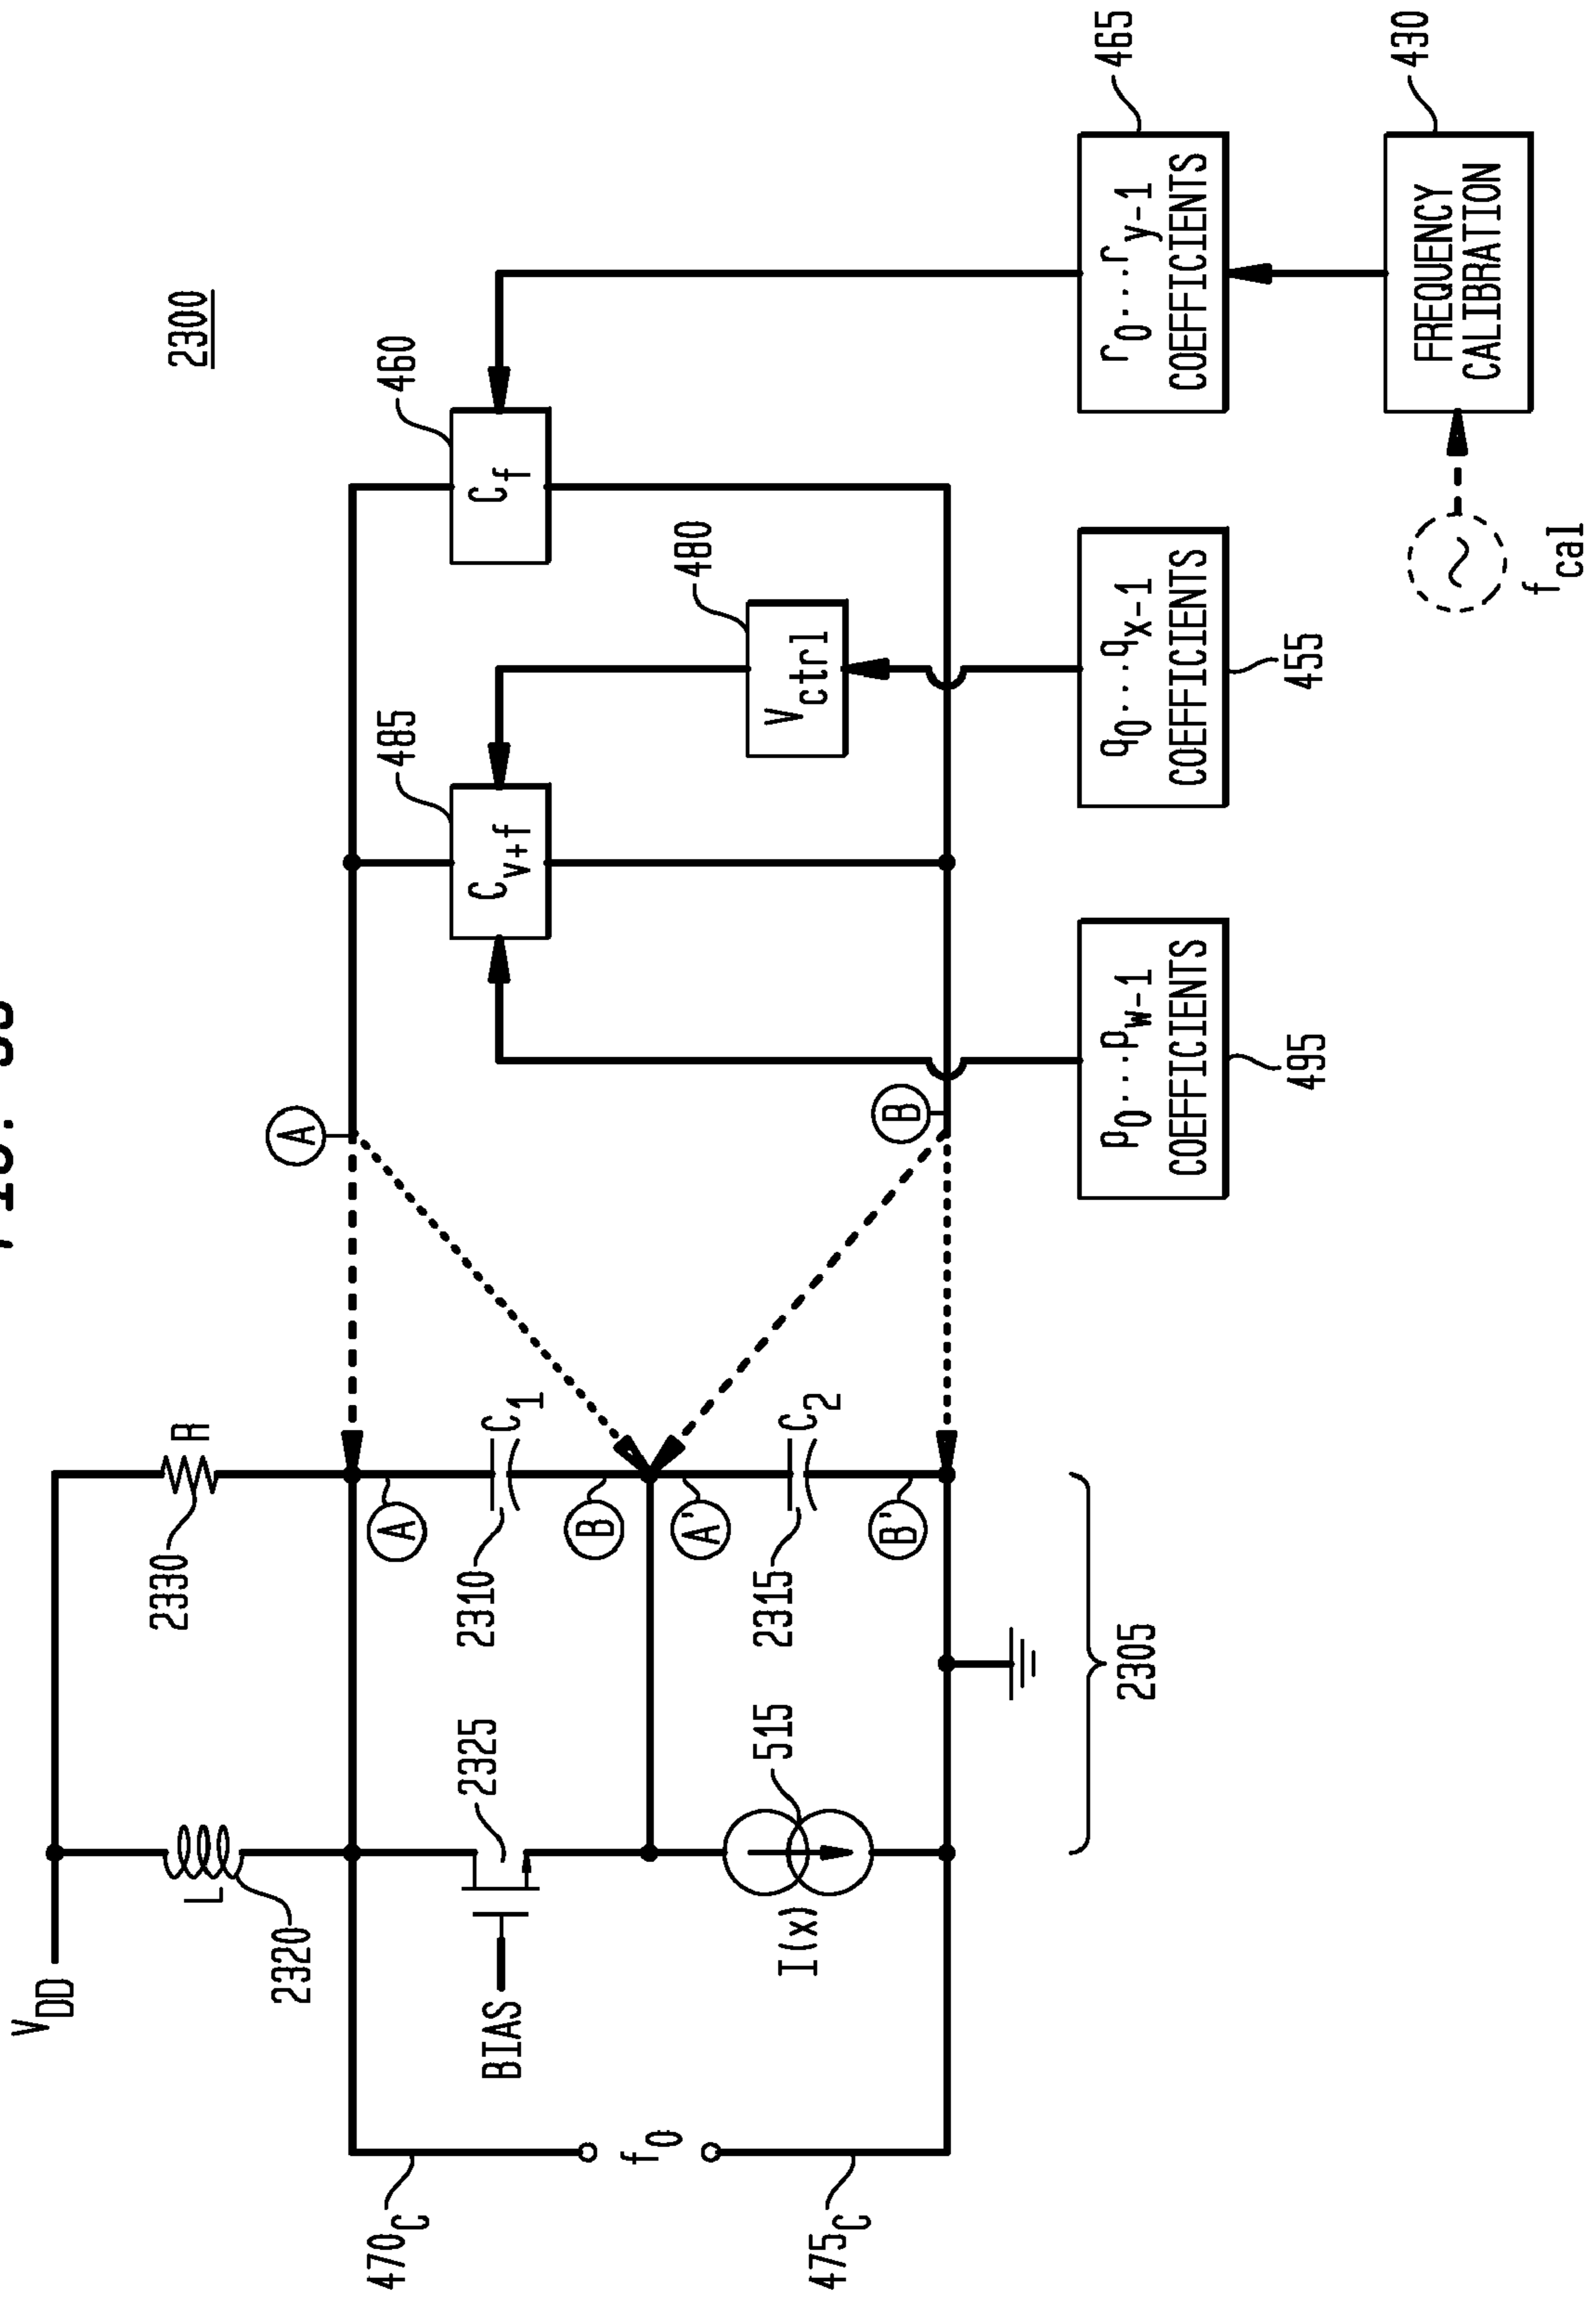 2300
V_DD
L
2320
R
2330
470_C
f_0
475_C
BIAS
2325
I(x)
515
A
C_1
2310
B
A'
C_2
2315
B'
2305
A
B
C_v+f
485
V_ctrl
480
C_f
460
p_0...p_w-1
COEFFICIENTS
495
q_0...q_x-1
COEFFICIENTS
455
r_0...r_y-1
COEFFICIENTS
465
FREQUENCY
CALIBRATION
430
f_cal